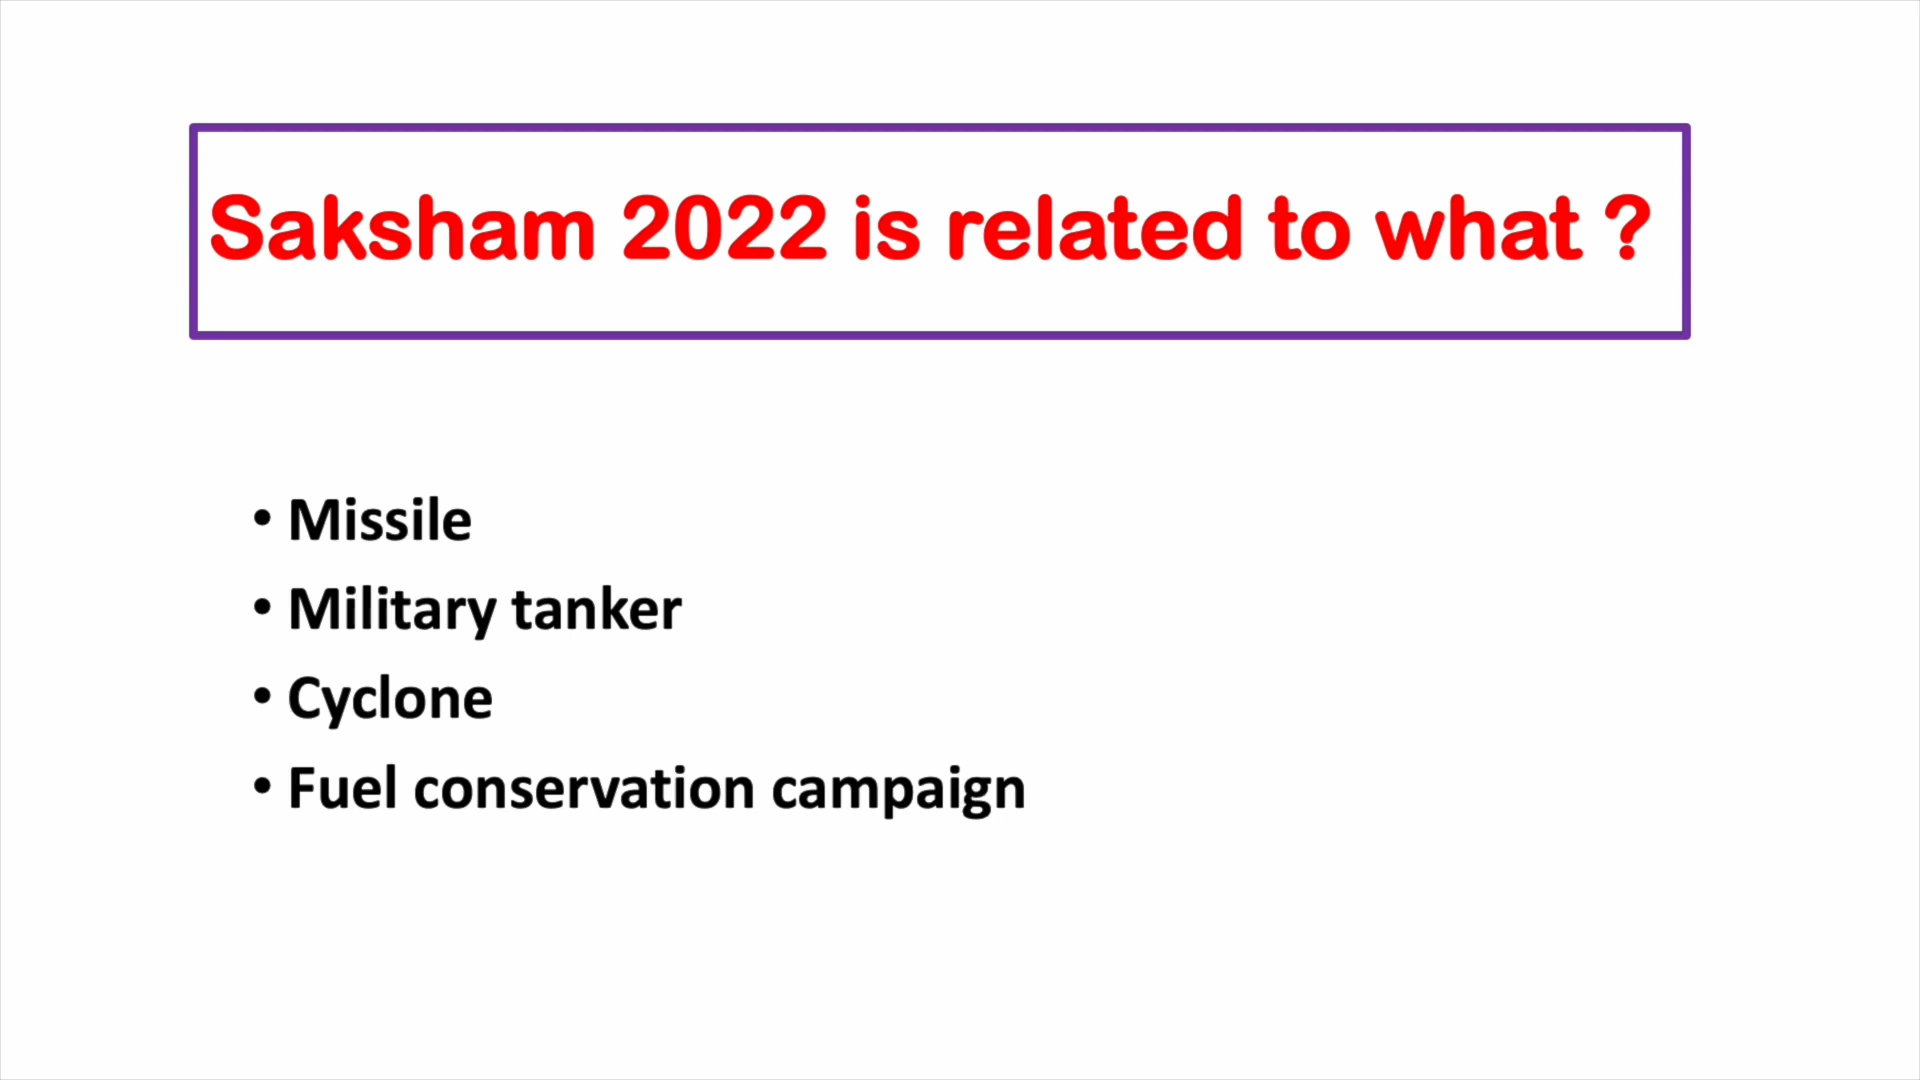 Saksham 2022 is related to what ?
• Missile
• Military tanker
• Cyclone
• Fuel conservation campaign